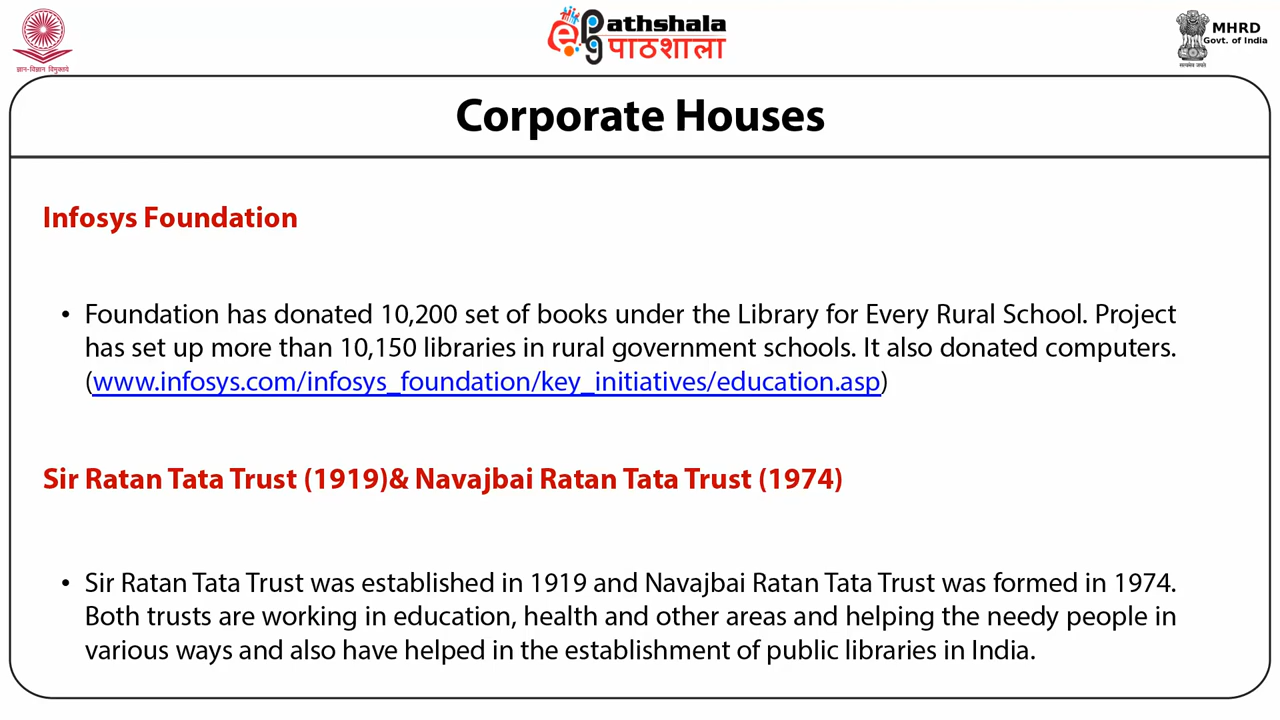 ज्ञान-विज्ञान विमुक्तये
ePathshala
पाठशाला
MHRD
Govt. of India
सत्यमेव जयते
Corporate Houses
Infosys Foundation
• Foundation has donated 10,200 set of books under the Library for Every Rural School. Project
has set up more than 10,150 libraries in rural government schools. It also donated computers.
(www.infosys.com/infosys_foundation/key_initiatives/education.asp)
Sir Ratan Tata Trust (1919)& Navajbai Ratan Tata Trust (1974)
• Sir Ratan Tata Trust was established in 1919 and Navajbai Ratan Tata Trust was formed in 1974.
Both trusts are working in education, health and other areas and helping the needy people in
various ways and also have helped in the establishment of public libraries in India.